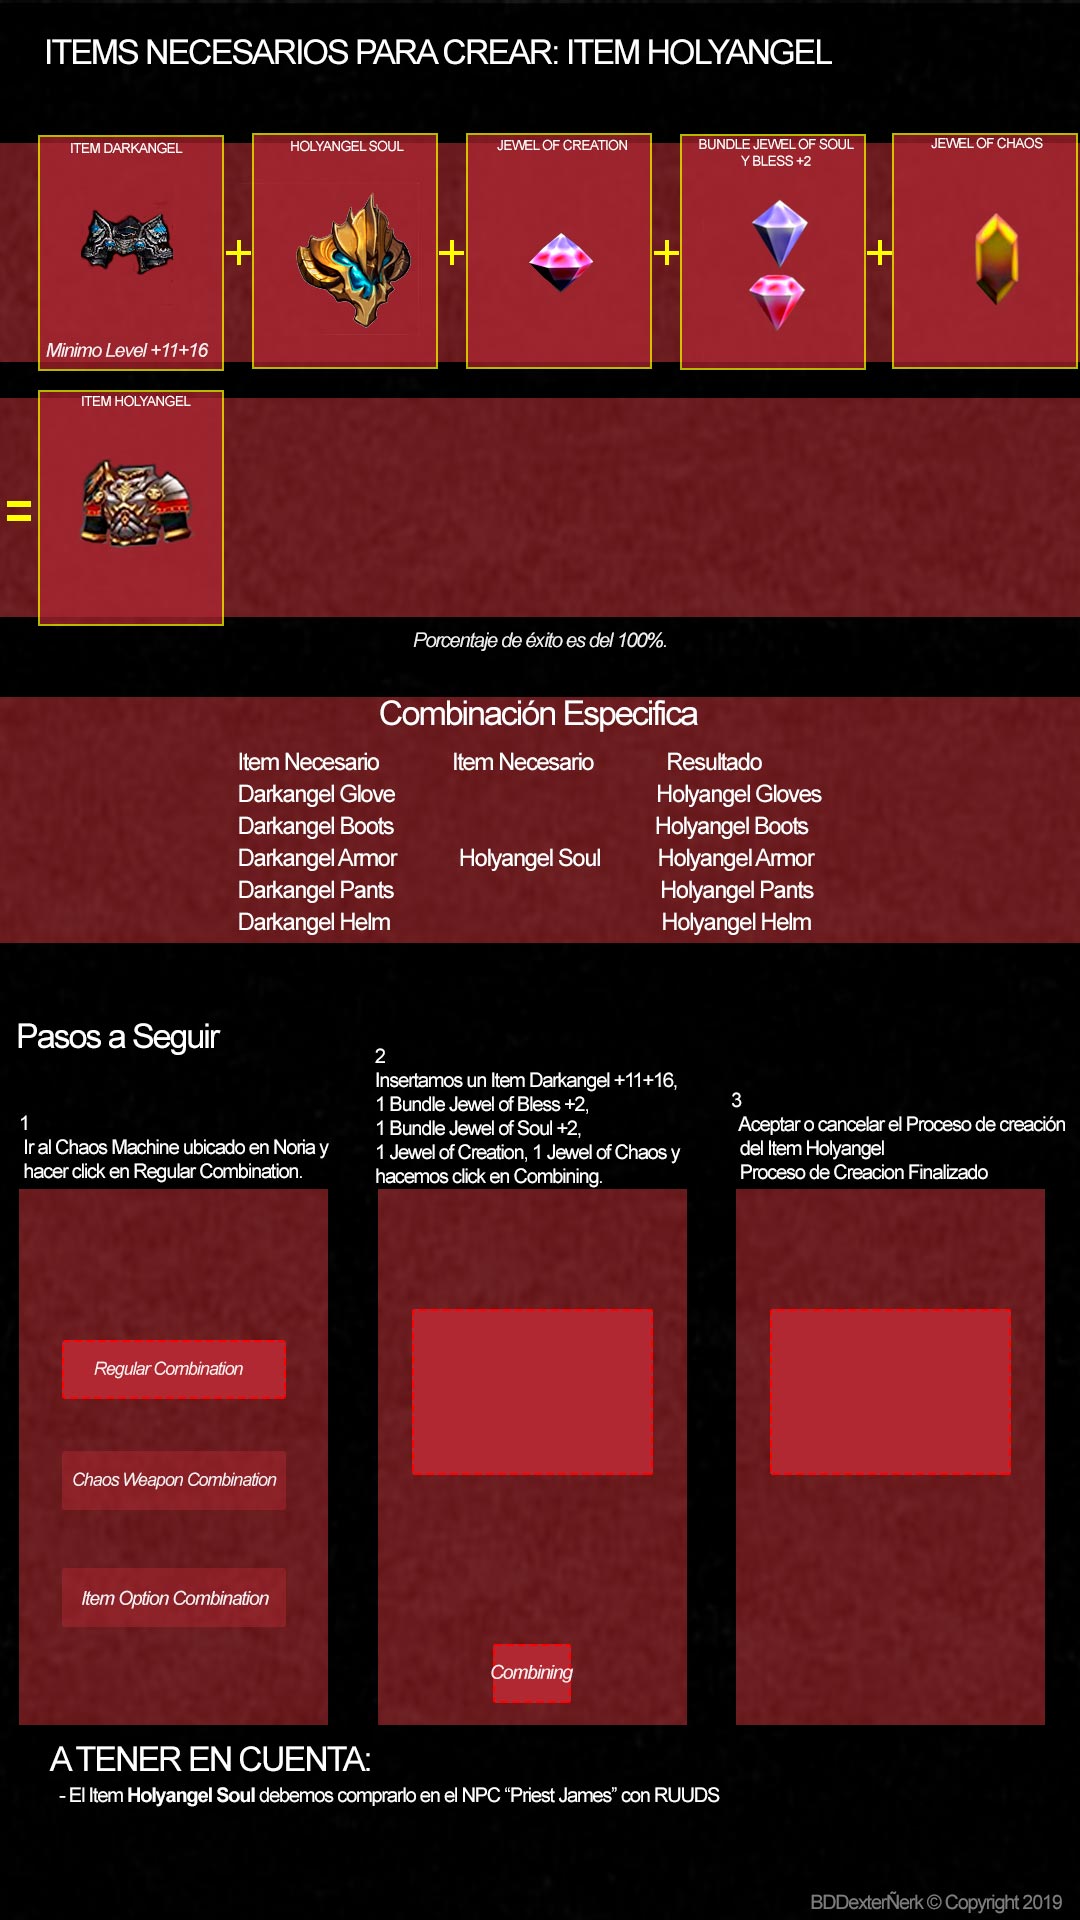 ITEMS NECESARIOS PARA CREAR: ITEM HOLYANGEL
ITEM DARKANGEL
HOLYANGEL SOUL
JEWEL OF CREATION
BUNDLE JEWEL OF SOUL
Y BLESS +2
JEWEL OF CHAOS
+
+
+
+
Minimo Level +11+16
=
ITEM HOLYANGEL
Porcentaje de éxito es del 100%.
Combinación Especifica
Item Necesario Item Necesario Resultado
Darkangel Glove Holyangel Gloves
Darkangel Boots Holyangel Boots
Darkangel Armor Holyangel Soul Holyangel Armor
Darkangel Pants Holyangel Pants
Darkangel Helm Holyangel Helm
Pasos a Seguir
1
Ir al Chaos Machine ubicado en Noria y
hacer click en Regular Combination.
Regular Combination
Chaos Weapon Combination
Item Option Combination
2
Insertamos un Item Darkangel +11+16,
1 Bundle Jewel of Bless +2,
1 Bundle Jewel of Soul +2,
1 Jewel of Creation, 1 Jewel of Chaos y
hacemos click en Combining.
Combining
3
Aceptar o cancelar el Proceso de creación
del Item Holyangel
Proceso de Creacion Finalizado
A TENER EN CUENTA:
- El Item Holyangel Soul debemos comprarlo en el NPC “Priest James” con RUUDS
BDDexterÑerk © Copyright 2019